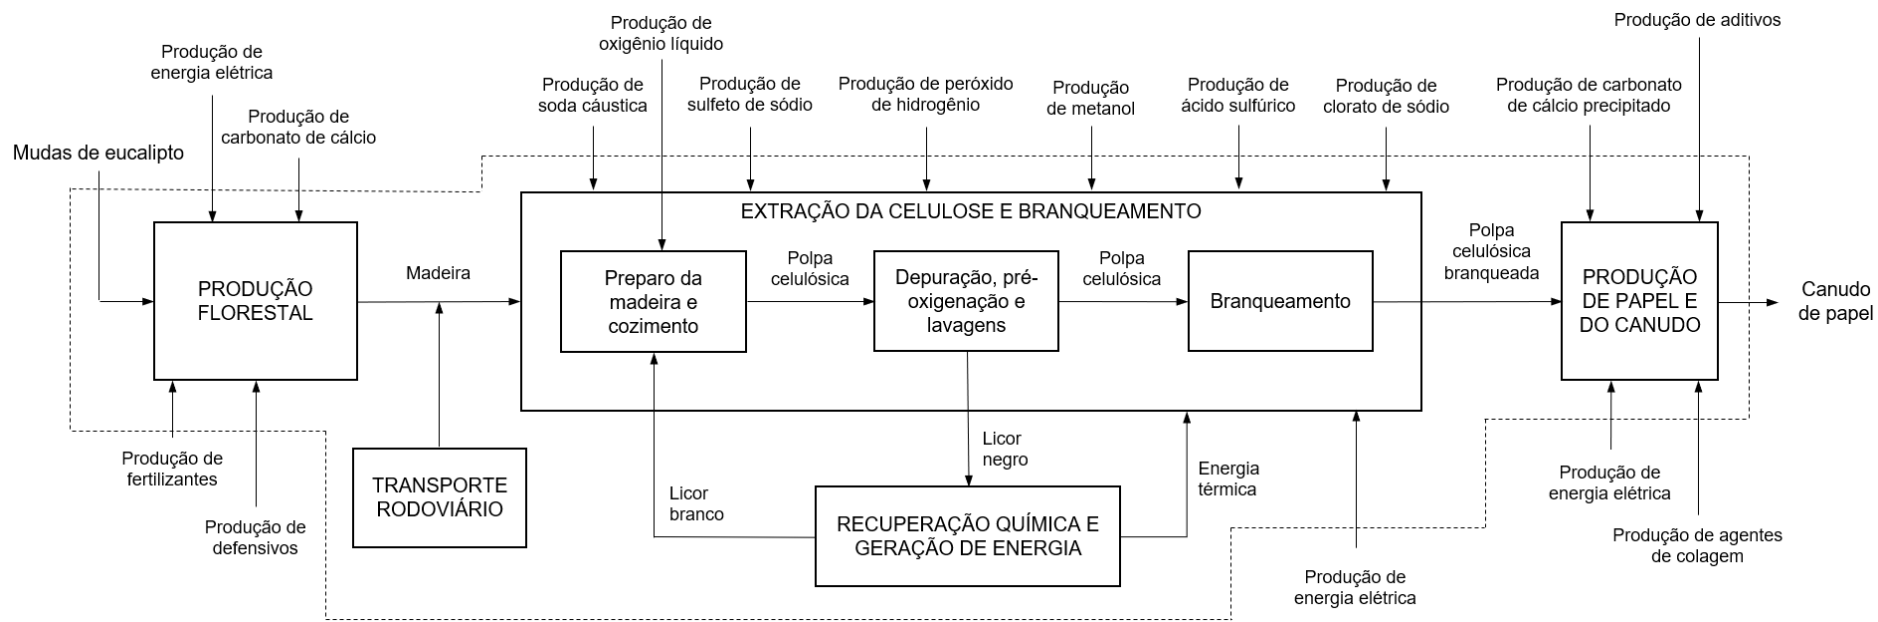 Produção de
oxigênio líquido
Produção de aditivos
Produção de
energia elétrica
Produção de
soda cáustica
Produção de
sulfeto de sódio
Produção de peróxido
de hidrogênio
Produção
de metanol
Produção de
ácido sulfúrico
Produção de
clorato de sódio
Produção de carbonato
de cálcio precipitado
Produção de
carbonato de cálcio
Mudas de eucalipto
EXTRAÇÃO DA CELULOSE E BRANQUEAMENTO
PRODUÇÃO
FLORESTAL
Madeira
Preparo da
madeira e
cozimento
Polpa
celulósica
Depuração, pré-
oxigenação e
lavagens
Polpa
celulósica
Branqueamento
Polpa
celulósica
branqueada
PRODUÇÃO
DE PAPEL E
DO CANUDO
Canudo
de papel
Produção de
fertilizantes
Produção de
defensivos
TRANSPORTE
RODOVIÁRIO
Licor
branco
Licor
negro
Energia
térmica
RECUPERAÇÃO QUÍMICA E
GERAÇÃO DE ENERGIA
Produção de
energia elétrica
Produção de
energia elétrica
Produção de agentes
de colagem